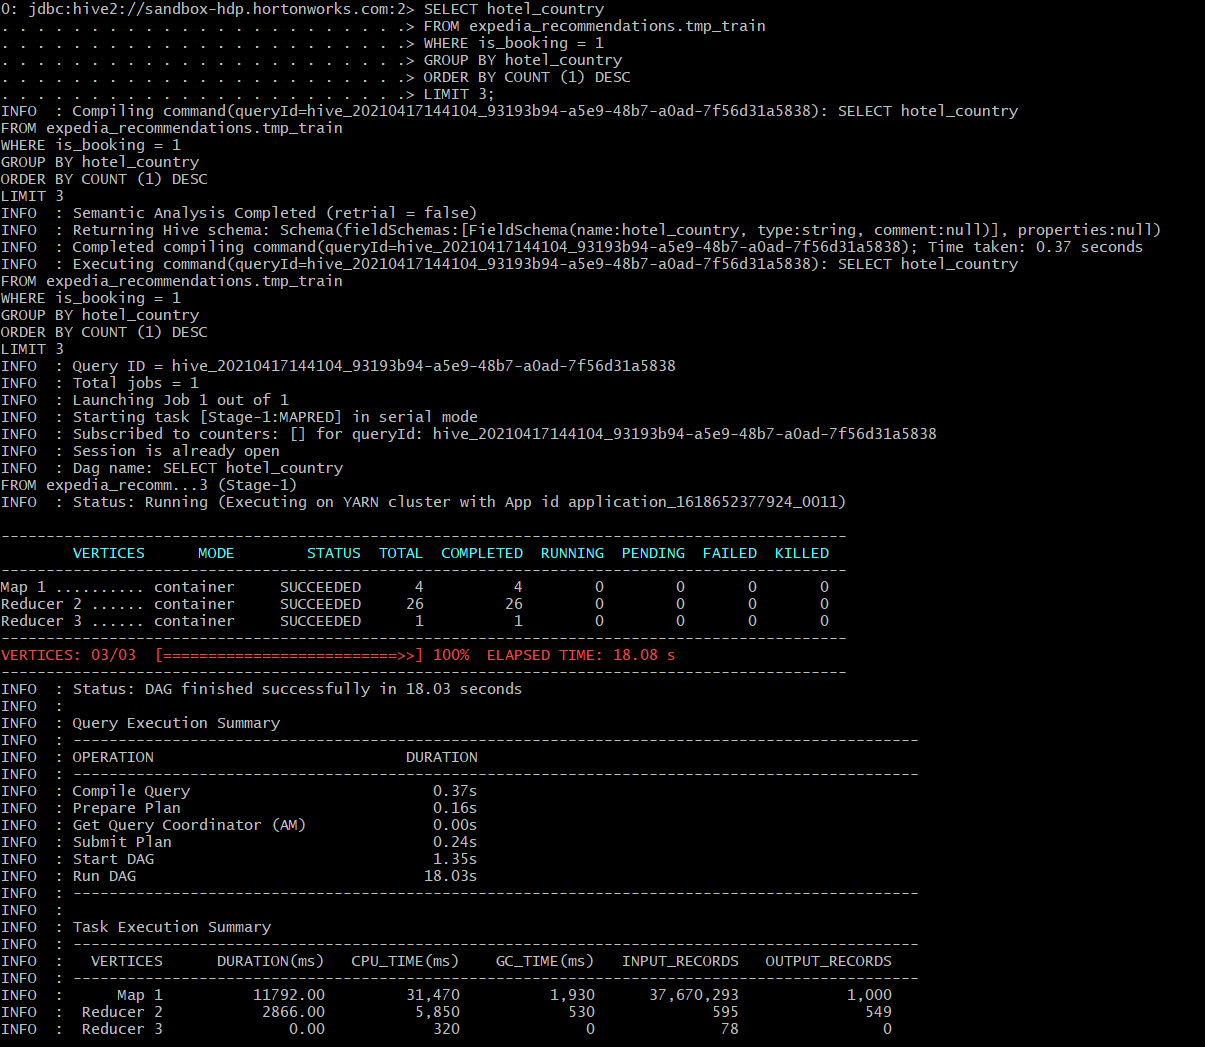 0: jdbc:hive2://sandbox-hdp.hortonworks.com:2> SELECT hotel_country
. . . . . . . . . . . . . . . . . . . . . . .> FROM expedia_recommendations.tmp_train
. . . . . . . . . . . . . . . . . . . . . . .> WHERE is_booking = 1
. . . . . . . . . . . . . . . . . . . . . . .> GROUP BY hotel_country
. . . . . . . . . . . . . . . . . . . . . . .> ORDER BY COUNT (1) DESC
. . . . . . . . . . . . . . . . . . . . . . .> LIMIT 3;
INFO  : Compiling command(queryId=hive_20210417144104_93193b94-a5e9-48b7-a0ad-7f56d31a5838): SELECT hotel_country
FROM expedia_recommendations.tmp_train
WHERE is_booking = 1
GROUP BY hotel_country
ORDER BY COUNT (1) DESC
LIMIT 3
INFO  : Semantic Analysis Completed (retrial = false)
INFO  : Returning Hive schema: Schema(fieldSchemas:[FieldSchema(name:hotel_country, type:string, comment:null)], properties:null)
INFO  : Completed compiling command(queryId=hive_20210417144104_93193b94-a5e9-48b7-a0ad-7f56d31a5838); Time taken: 0.37 seconds
INFO  : Executing command(queryId=hive_20210417144104_93193b94-a5e9-48b7-a0ad-7f56d31a5838): SELECT hotel_country
FROM expedia_recommendations.tmp_train
WHERE is_booking = 1
GROUP BY hotel_country
ORDER BY COUNT (1) DESC
LIMIT 3
INFO  : Query ID = hive_20210417144104_93193b94-a5e9-48b7-a0ad-7f56d31a5838
INFO  : Total jobs = 1
INFO  : Launching Job 1 out of 1
INFO  : Starting task [Stage-1:MAPRED] in serial mode
INFO  : Subscribed to counters: [] for queryId: hive_20210417144104_93193b94-a5e9-48b7-a0ad-7f56d31a5838
INFO  : Session is already open
INFO  : Dag name: SELECT hotel_country
FROM expedia_recomm...3 (Stage-1)
INFO  : Status: Running (Executing on YARN cluster with App id application_1618652377924_0011)
----------------------------------------------------------------------------------------------
        VERTICES      MODE        STATUS  TOTAL  COMPLETED  RUNNING  PENDING  FAILED  KILLED
----------------------------------------------------------------------------------------------
Map 1 .......... container     SUCCEEDED      4          4        0        0       0       0
Reducer 2 ...... container     SUCCEEDED     26         26        0        0       0       0
Reducer 3 ...... container     SUCCEEDED      1          1        0        0       0       0
----------------------------------------------------------------------------------------------
VERTICES: 03/03  [==========================>>] 100%  ELAPSED TIME: 18.08 s
----------------------------------------------------------------------------------------------
INFO  : Status: DAG finished successfully in 18.03 seconds
INFO  :
INFO  : Query Execution Summary
INFO  : ----------------------------------------------------------------------------------------------
INFO  : OPERATION                            DURATION
INFO  : ----------------------------------------------------------------------------------------------
INFO  : Compile Query                           0.37s
INFO  : Prepare Plan                            0.16s
INFO  : Get Query Coordinator (AM)              0.00s
INFO  : Submit Plan                             0.24s
INFO  : Start DAG                               1.35s
INFO  : Run DAG                                18.03s
INFO  : ----------------------------------------------------------------------------------------------
INFO  :
INFO  : Task Execution Summary
INFO  : ----------------------------------------------------------------------------------------------
INFO  :   VERTICES      DURATION(ms)   CPU_TIME(ms)    GC_TIME(ms)   INPUT_RECORDS   OUTPUT_RECORDS
INFO  : ----------------------------------------------------------------------------------------------
INFO  :      Map 1          11792.00         31,470          1,930      37,670,293            1,000
INFO  :  Reducer 2           2866.00          5,850            530             595              549
INFO  :  Reducer 3              0.00            320              0              78                0